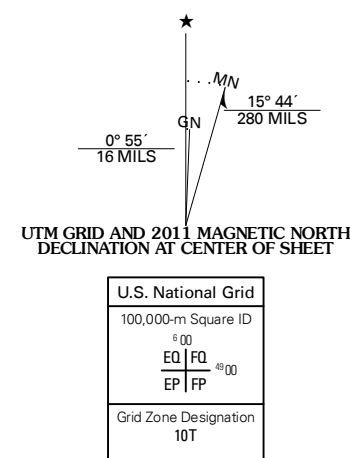 ★
MN
15° 44´
280 MILS
GN
0° 55´
16 MILS
UTM GRID AND 2011 MAGNETIC NORTH
DECLINATION AT CENTER OF SHEET
U.S. National Grid
100,000-m Square ID
6 00
EQ FQ
49 00
EP FP
Grid Zone Designation
10T